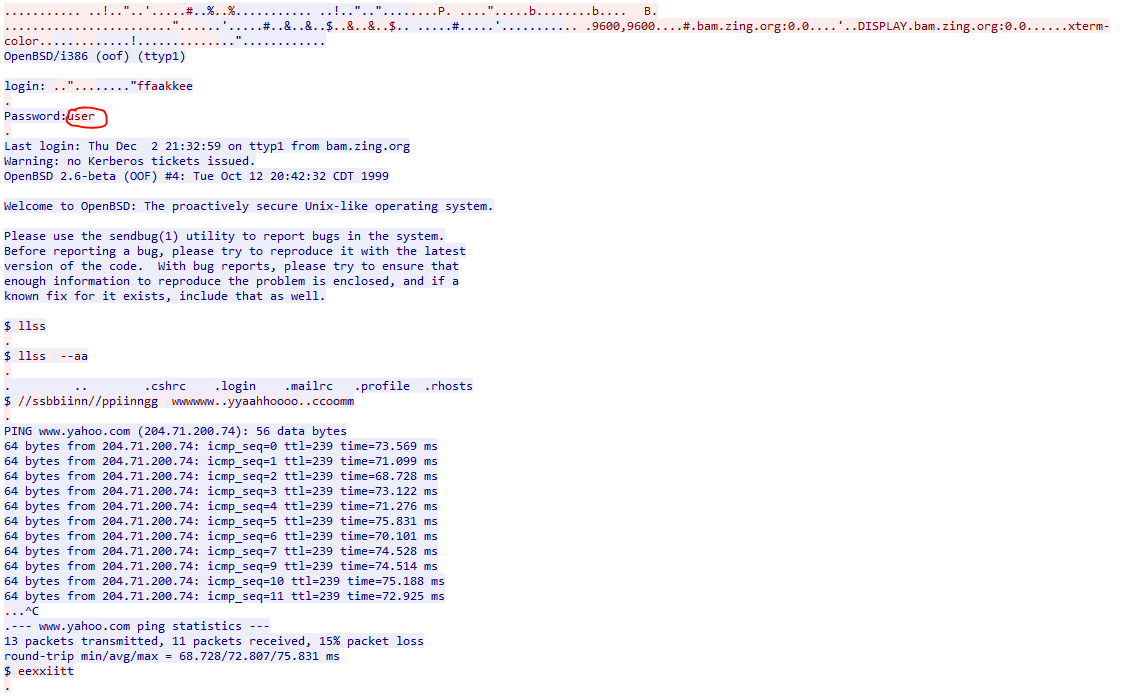 ........... ..!.."..'.....#..%..%........... ..!..".."........P. ...."......b........b.... B.
........................"......'.....#..&..&..$..&..&..$.. .....#.....'........... .9600,9600....#.bam.zing.org:0.0....'..DISPLAY.bam.zing.org:0.0......xterm-
color.............!.............."............
OpenBSD/i386 (oof) (ttyp1)
login: .."........"ffaakkee
.
Password:user
.
Last login: Thu Dec  2 21:32:59 on ttyp1 from bam.zing.org
Warning: no Kerberos tickets issued.
OpenBSD 2.6-beta (OOF) #4: Tue Oct 12 20:42:32 CDT 1999
Welcome to OpenBSD: The proactively secure Unix-like operating system.
Please use the sendbug(1) utility to report bugs in the system.
Before reporting a bug, please try to reproduce it with the latest
version of the code.  With bug reports, please try to ensure that
enough information to reproduce the problem is enclosed, and if a
known fix for it exists, include that as well.
$ llss
.
$ llss  --aa
.
.         ..        .cshrc    .login    .mailrc   .profile  .rhosts
$ //ssbbiinn//ppiinngg  wwwwww..yyaahhoooo..ccoomm
.
PING www.yahoo.com (204.71.200.74): 56 data bytes
64 bytes from 204.71.200.74: icmp_seq=0 ttl=239 time=73.569 ms
64 bytes from 204.71.200.74: icmp_seq=1 ttl=239 time=71.099 ms
64 bytes from 204.71.200.74: icmp_seq=2 ttl=239 time=68.728 ms
64 bytes from 204.71.200.74: icmp_seq=3 ttl=239 time=73.122 ms
64 bytes from 204.71.200.74: icmp_seq=4 ttl=239 time=71.276 ms
64 bytes from 204.71.200.74: icmp_seq=5 ttl=239 time=75.831 ms
64 bytes from 204.71.200.74: icmp_seq=6 ttl=239 time=70.101 ms
64 bytes from 204.71.200.74: icmp_seq=7 ttl=239 time=74.528 ms
64 bytes from 204.71.200.74: icmp_seq=9 ttl=239 time=74.514 ms
64 bytes from 204.71.200.74: icmp_seq=10 ttl=239 time=75.188 ms
64 bytes from 204.71.200.74: icmp_seq=11 ttl=239 time=72.925 ms
...^C
.--- www.yahoo.com ping statistics ---
13 packets transmitted, 11 packets received, 15% packet loss
round-trip min/avg/max = 68.728/72.807/75.831 ms
$ eexxiitt
.